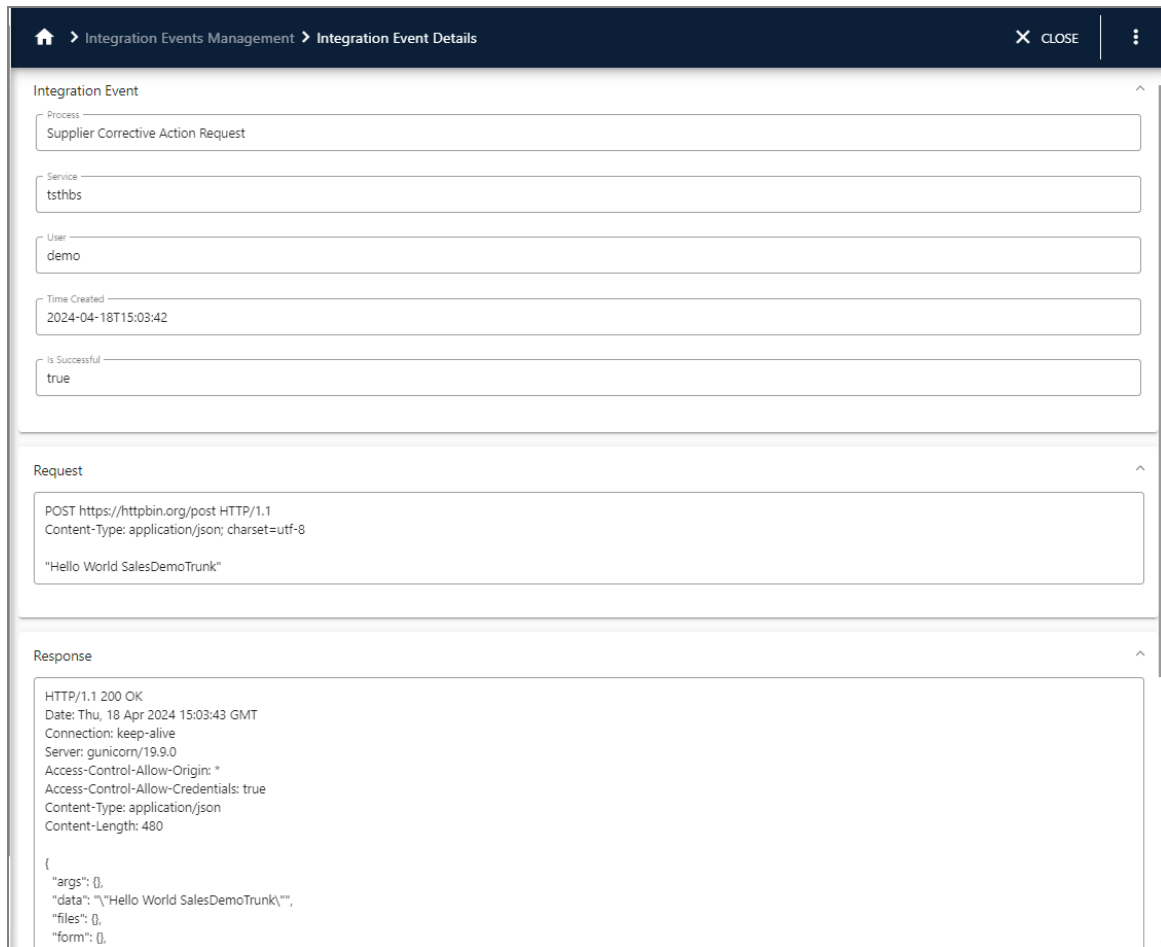 Integration Events Management Integration Event Details CLOSE
Integration Event
Process
Supplier Corrective Action Request
Service
tsthbs
User
demo
Time Created
2024-04-18T15:03:42
Is Successful
true
Request
POST https://httpbin.org/post HTTP/1.1
Content-Type: application/json; charset=utf-8
"Hello World SalesDemoTrunk"
Response
HTTP/1.1 200 OK
Date: Thu, 18 Apr 2024 15:03:43 GMT
Connection: keep-alive
Server: gunicorn/19.9.0
Access-Control-Allow-Origin: *
Access-Control-Allow-Credentials: true
Content-Type: application/json
Content-Length: 480
{
"args": {},
"data": "\"Hello World SalesDemoTrunk\"",
"files": {},
"form": {},